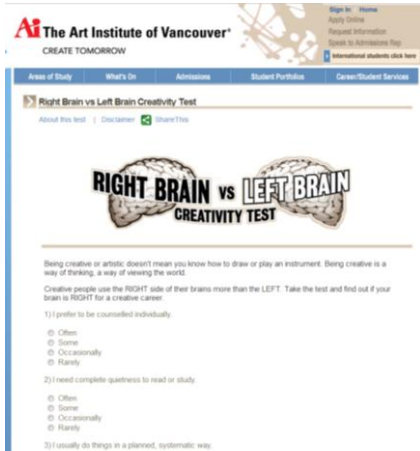 Sign In Home
Ai The Art Institute of Vancouver
Apply Online
Request Information
CREATE TOMORROW
Speak to Admissions Rep
International students click here
Areas of Study What's On Admissions Student Portfolios Career/Student Services
Right Brain vs Left Brain Creativity Test
About this test | Disclaimer ShareThis
RIGHT BRAIN VS LEFT BRAIN
CREATIVITY TEST
Being creative or artistic doesn't mean you know how to draw or play an instrument. Being creative is a
way of thinking, a way of viewing the world.
Creative people use the RIGHT side of their brains more than the LEFT. Take the test and find out if your
brain is RIGHT for a creative career.
1) I prefer to be counselled individually.
Often
Some
Occasionally
Rarely
2) I need complete quietness to read or study.
Often
Some
Occasionally
Rarely
3) I usually do things in a planned, systematic way.